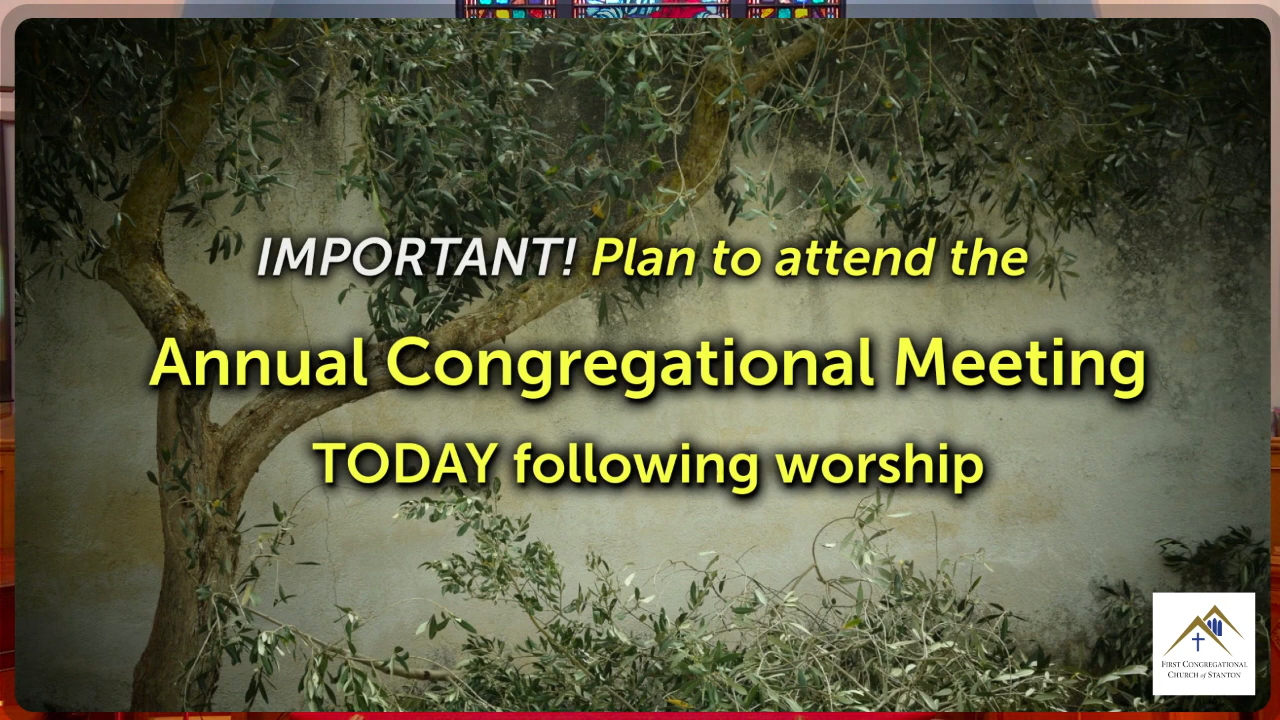 IMPORTANT! Plan to attend the
Annual Congregational Meeting
TODAY following worship
First Congregational
Church of Stanton